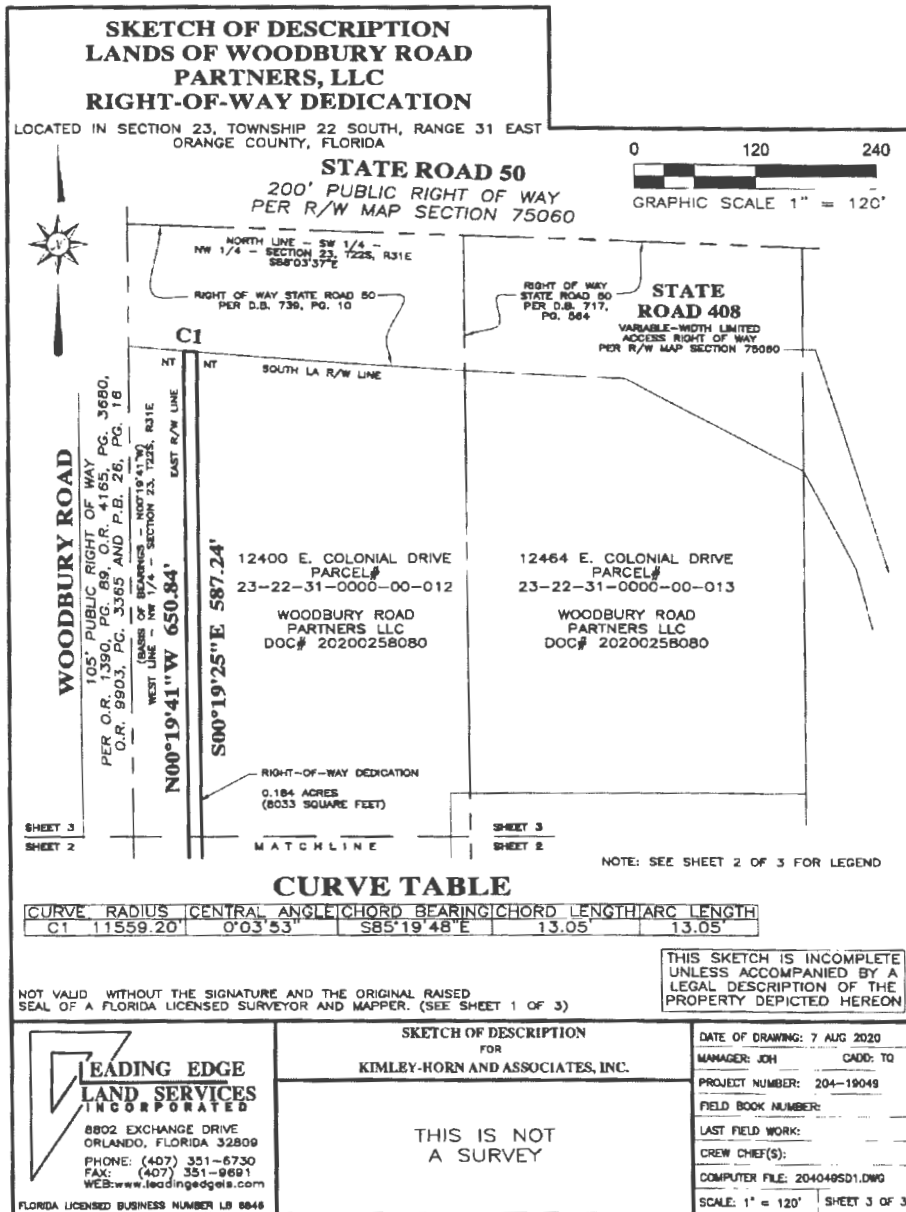 SKETCH OF DESCRIPTION
LANDS OF WOODBURY ROAD
PARTNERS, LLC
RIGHT-OF-WAY DEDICATION
LOCATED IN SECTION 23, TOWNSHIP 22 SOUTH, RANGE 31 EAST
ORANGE COUNTY, FLORIDA
0 120 240
GRAPHIC SCALE 1" = 120'
STATE ROAD 50
200' PUBLIC RIGHT OF WAY
PER R/W MAP SECTION 75060
N
NORTH LINE - SW 1/4 -
NW 1/4 - SECTION 23, T22S, R31E
S88°03'37"E
RIGHT OF WAY STATE ROAD 50
PER D.B. 739, PG. 10
RIGHT OF WAY
STATE ROAD 50
PER D.B. 717,
PG. 564
STATE
ROAD 408
VARIABLE-WIDTH LIMITED
ACCESS RIGHT OF WAY
PER R/W MAP SECTION 75060
C1
NT NT
SOUTH LA R/W LINE
WOODBURY ROAD
105' PUBLIC RIGHT OF WAY
PER O.R. 1390, PG. 89, O.R. 4165, PG. 3680,
O.R. 9903, PG. 3365 AND P.B. 26, PG. 16
(BASIS OF BEARINGS - N00°19'41"W)
WEST LINE - NW 1/4 - SECTION 23, T22S, R31E
EAST R/W LINE
N00°19'41"W 650.84'
S00°19'25"E 587.24'
12400 E. COLONIAL DRIVE
PARCEL#
23-22-31-0000-00-012
WOODBURY ROAD
PARTNERS LLC
DOC# 20200258080
12464 E. COLONIAL DRIVE
PARCEL#
23-22-31-0000-00-013
WOODBURY ROAD
PARTNERS LLC
DOC# 20200258080
RIGHT-OF-WAY DEDICATION
0.184 ACRES
(8033 SQUARE FEET)
SHEET 3
SHEET 2
MATCHLINE
SHEET 3
SHEET 2
NOTE: SEE SHEET 2 OF 3 FOR LEGEND
CURVE TABLE
CURVE RADIUS CENTRAL ANGLE CHORD BEARING CHORD LENGTH ARC LENGTH
C1 11559.20' 0°03'53" S85°19'48"E 13.05' 13.05'
THIS SKETCH IS INCOMPLETE
UNLESS ACCOMPANIED BY A
LEGAL DESCRIPTION OF THE
PROPERTY DEPICTED HEREON
NOT VALID WITHOUT THE SIGNATURE AND THE ORIGINAL RAISED
SEAL OF A FLORIDA LICENSED SURVEYOR AND MAPPER. (SEE SHEET 1 OF 3)
LEADING EDGE
LAND SERVICES
INCORPORATED
8802 EXCHANGE DRIVE
ORLANDO, FLORIDA 32809
PHONE: (407) 351-6730
FAX: (407) 351-9691
WEB:www.leadingedgels.com
FLORIDA LICENSED BUSINESS NUMBER LB 6846
SKETCH OF DESCRIPTION
FOR
KIMLEY-HORN AND ASSOCIATES, INC.
THIS IS NOT
A SURVEY
DATE OF DRAWING: 7 AUG 2020
MANAGER: JDH CADD: TQ
PROJECT NUMBER: 204-19049
FIELD BOOK NUMBER:
LAST FIELD WORK:
CREW CHIEF(S):
COMPUTER FILE: 204049SD1.DWG
SCALE: 1" = 120' SHEET 3 OF 3